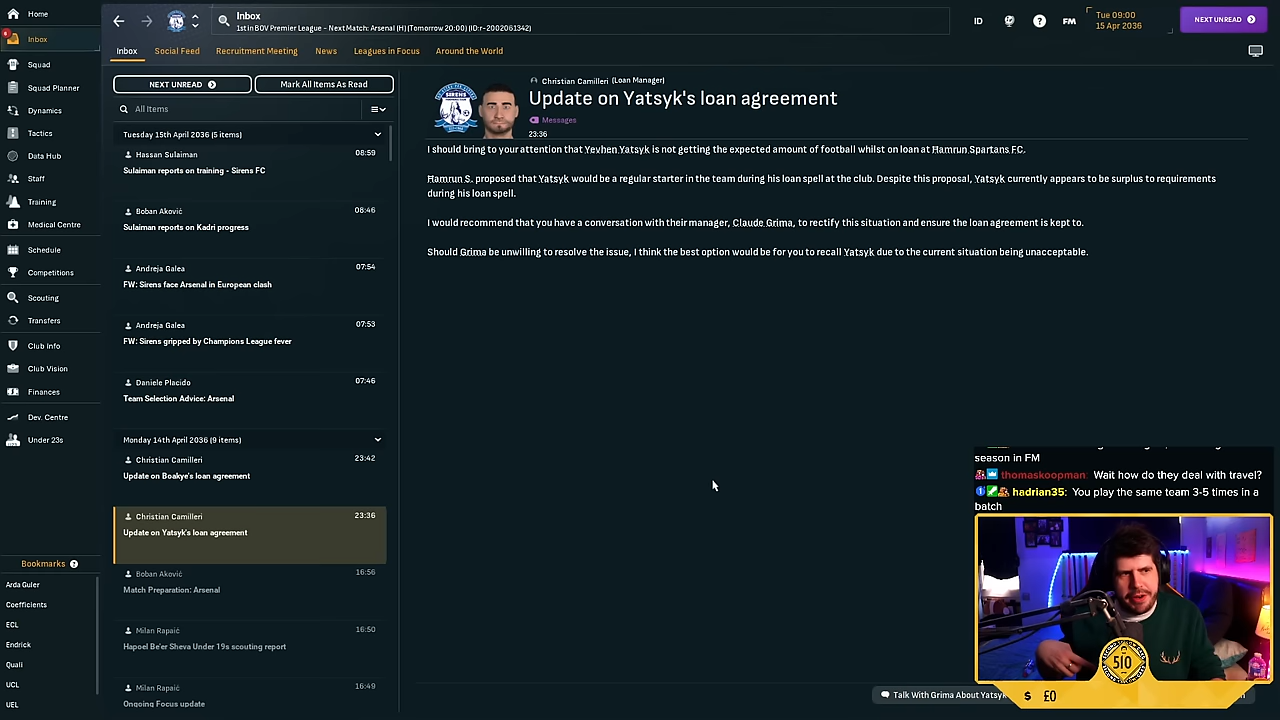 Home
Inbox
Squad
Squad Planner
Dynamics
Tactics
Data Hub
Staff
Training
Medical Centre
Schedule
Competitions
Scouting
Transfers
Club Info
Club Vision
Finances
Dev. Centre
Under 23s
Bookmarks
Arda Guler
Coefficients
ECL
Endrick
Quali
UCL
UEL
Inbox
1st in BOV Premier League - Next Match: Arsenal (H) (Tomorrow 20:00) (ID:r-2002061342)
ID
FM
Tue 09:00
15 Apr 2036
NEXT UNREAD
Inbox
Social Feed
Recruitment Meeting
News
Leagues in Focus
Around the World
NEXT UNREAD
Mark All Items As Read
All Items
Tuesday 15th April 2036 (5 items)
Hassan Sulaiman 08:59
Sulaiman reports on training - Sirens FC
Boban Aković 08:46
Sulaiman reports on Kadri progress
Andreja Galea 07:54
FW: Sirens face Arsenal in European clash
Andreja Galea 07:53
FW: Sirens gripped by Champions League fever
Daniele Placido 07:46
Team Selection Advice: Arsenal
Monday 14th April 2036 (9 items)
Christian Camilleri 23:42
Update on Boakye's loan agreement
Christian Camilleri 23:36
Update on Yatsyk's loan agreement
Boban Aković 16:56
Match Preparation: Arsenal
Milan Rapaić 16:50
Hapoel Be'er Sheva Under 19s scouting report
Milan Rapaić 16:49
Ongoing Focus update
SIRENS
Christian Camilleri (Loan Manager)
Update on Yatsyk's loan agreement
Messages
23:36
I should bring to your attention that Yevhen Yatsyk is not getting the expected amount of football whilst on loan at Hamrun Spartans FC.
Hamrun S. proposed that Yatsyk would be a regular starter in the team during his loan spell at the club. Despite this proposal, Yatsyk currently appears to be surplus to requirements
during his loan spell.
I would recommend that you have a conversation with their manager, Claude Grima, to rectify this situation and ensure the loan agreement is kept to.
Should Grima be unwilling to resolve the issue, I think the best option would be for you to recall Yatsyk due to the current situation being unacceptable.
season in FM
thomaskoopman: Wait how do they deal with travel?
hadrian35: You play the same team 3-5 times in a
batch
Talk With Grima About Yatsyk
510
$ £0